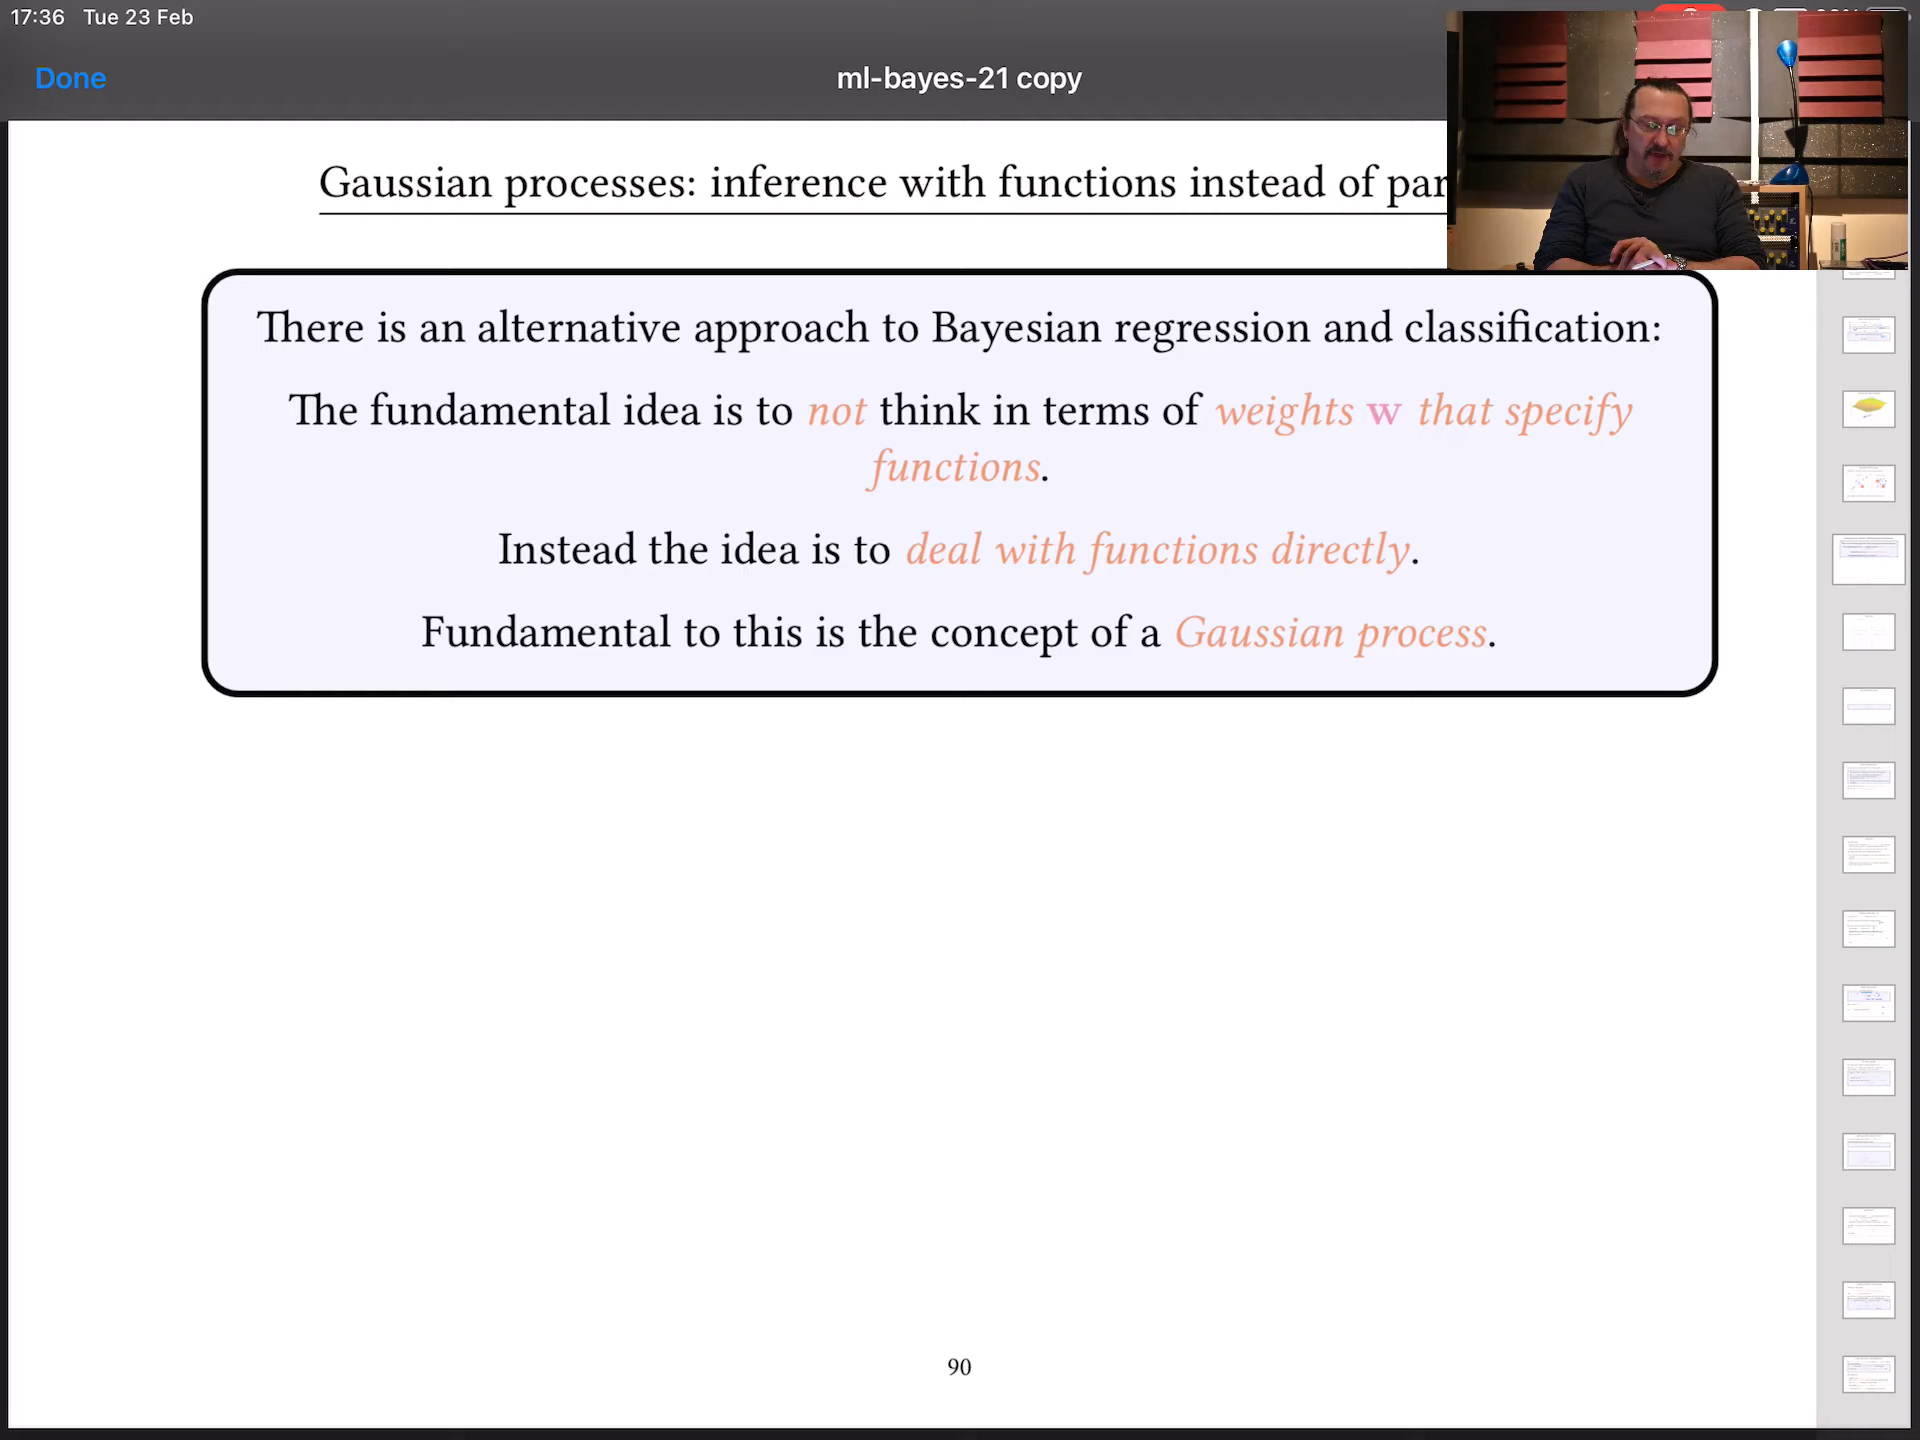 17:36 Tue 23 Feb
Done
ml-bayes-21 copy
Gaussian processes: inference with functions instead of
There is an alternative approach to Bayesian regression and classification:
The fundamental idea is to not think in terms of weights w that specify
functions.
Instead the idea is to deal with functions directly.
Fundamental to this is the concept of a Gaussian process.
90